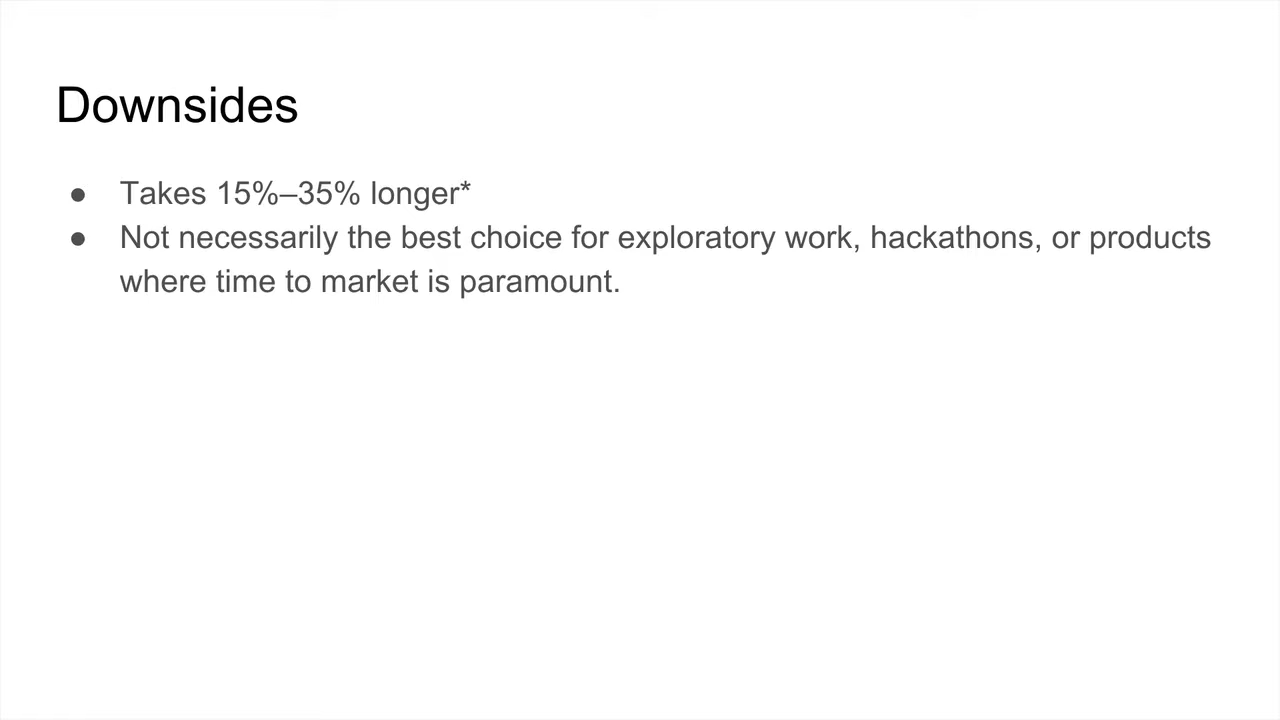 Downsides
● Takes 15%–35% longer*
● Not necessarily the best choice for exploratory work, hackathons, or products
where time to market is paramount.